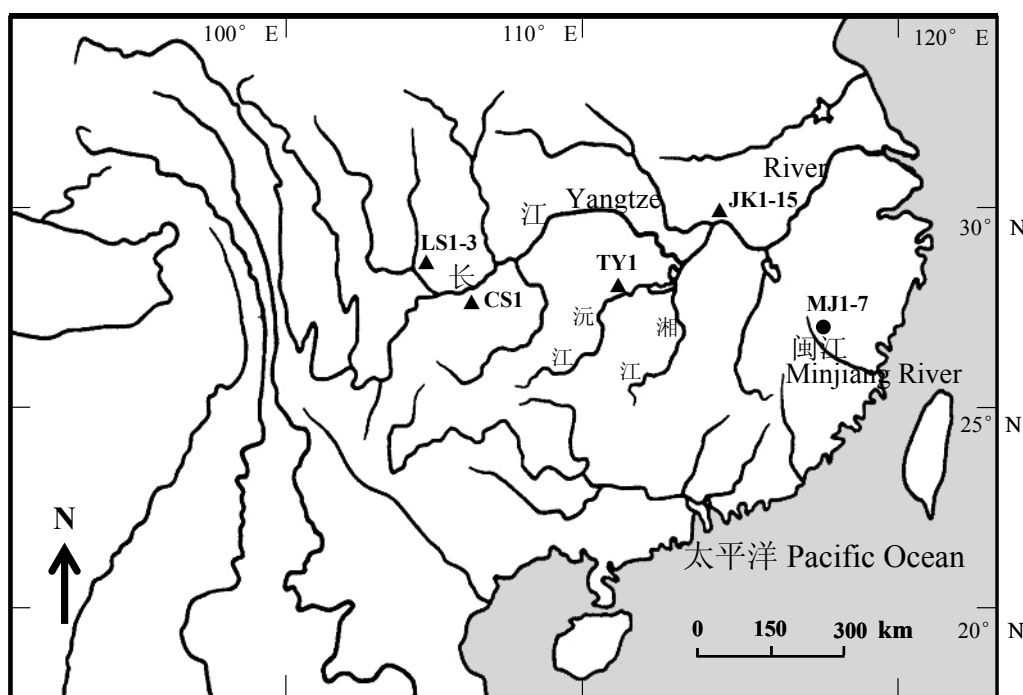 100° E
110° E
120° E
River
JK1-15
江
Yangtze
30° N
LS1-3
长
TY1
CS1
MJ1-7
沅
湘
闽江
江
江
Minjiang River
25° N
N
太平洋 Pacific Ocean
0 150 300 km
20° N